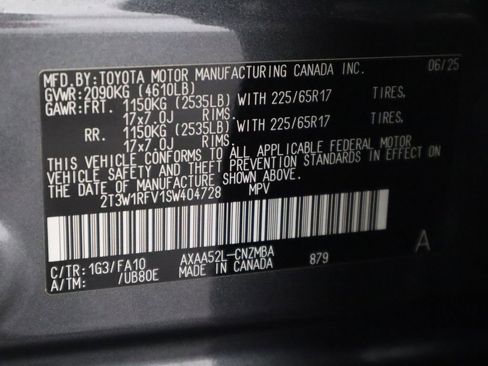 MFD.BY:TOYOTA MOTOR MANUFACTURING CANADA INC. 06/25
GVWR:2090KG (4610LB)
GAWR:FRT. 1150KG (2535LB) WITH 225/65R17 TIRES.
17x7.0J RIMS.
RR. 1150KG (2535LB) WITH 225/65R17 TIRES.
17x7.0J RIMS.
THIS VEHICLE CONFORMS TO ALL APPLICABLE FEDERAL MOTOR
VEHICLE SAFETY AND THEFT PREVENTION STANDARDS IN EFFECT
ON THE DATE OF MANUFACTURE SHOWN ABOVE.
2T3W1RFV1SW404728 MPV
C/TR: 1G3/FA10 AXAA52L-CNZMBA
A/TM: /UB80E MADE IN CANADA 879
A